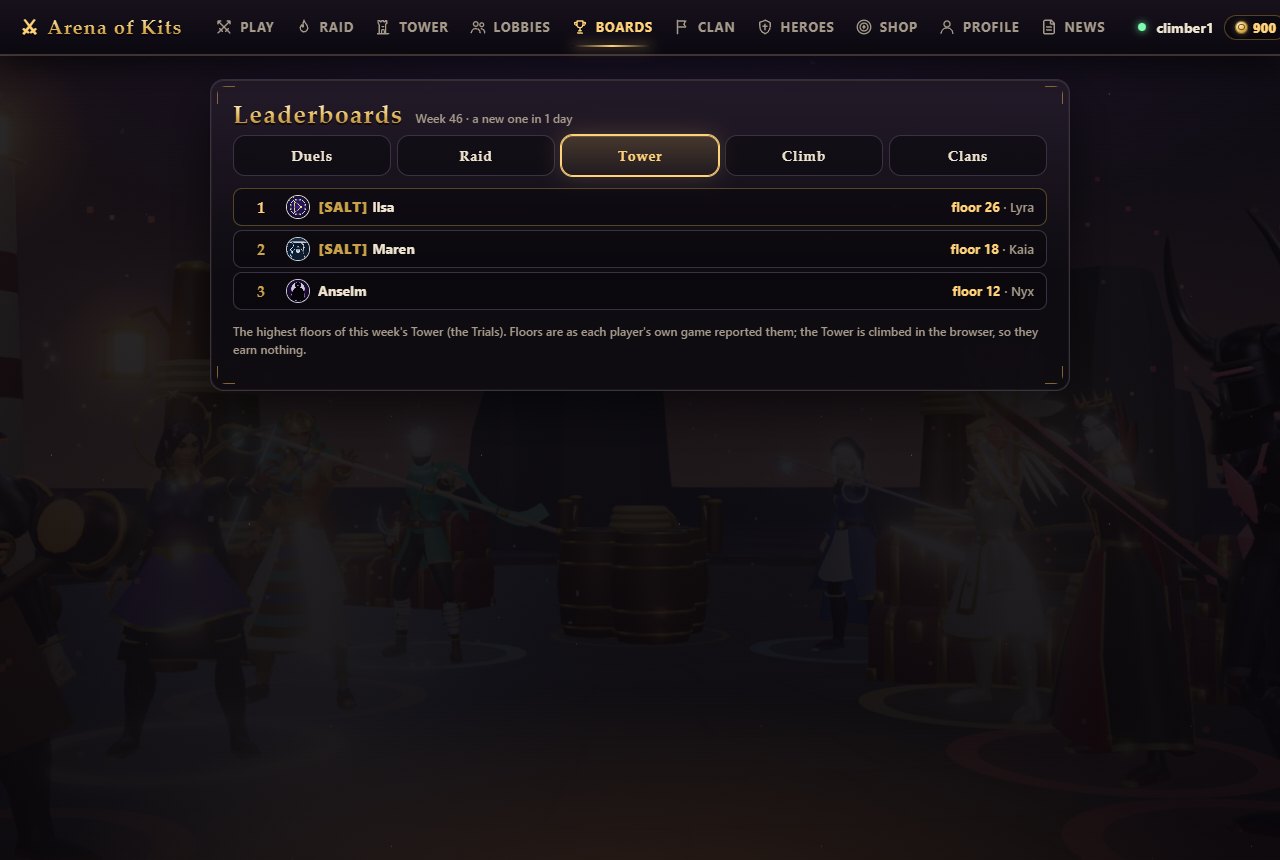 Arena of Kits PLAY RAID TOWER LOBBIES BOARDS CLAN HEROES SHOP PROFILE NEWS climber1 900
Leaderboards Week 46 · a new one in 1 day
Duels Raid Tower Climb Clans
1 [SALT] Ilsa floor 26 · Lyra
2 [SALT] Maren floor 18 · Kaia
3 Anselm floor 12 · Nyx
The highest floors of this week's Tower (the Trials). Floors are as each player's own game reported them; the Tower is climbed in the browser, so they
earn nothing.